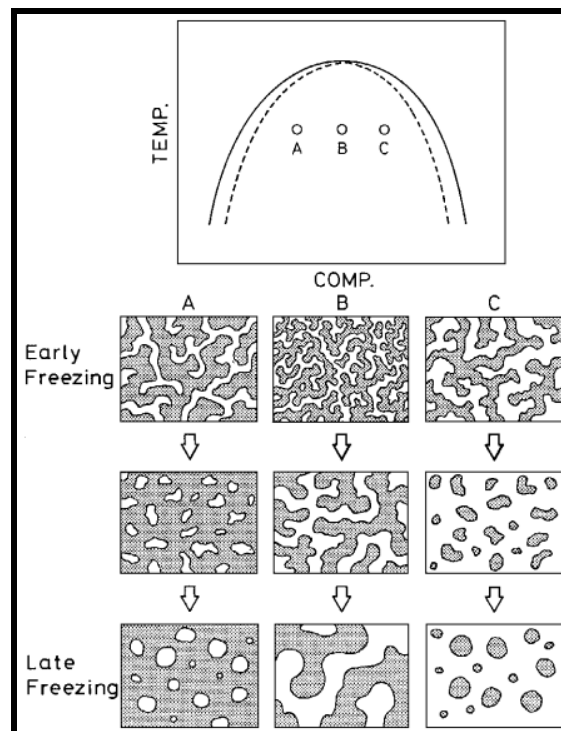 TEMP.
A B C
COMP.
A B C
Early
Freezing
Late
Freezing